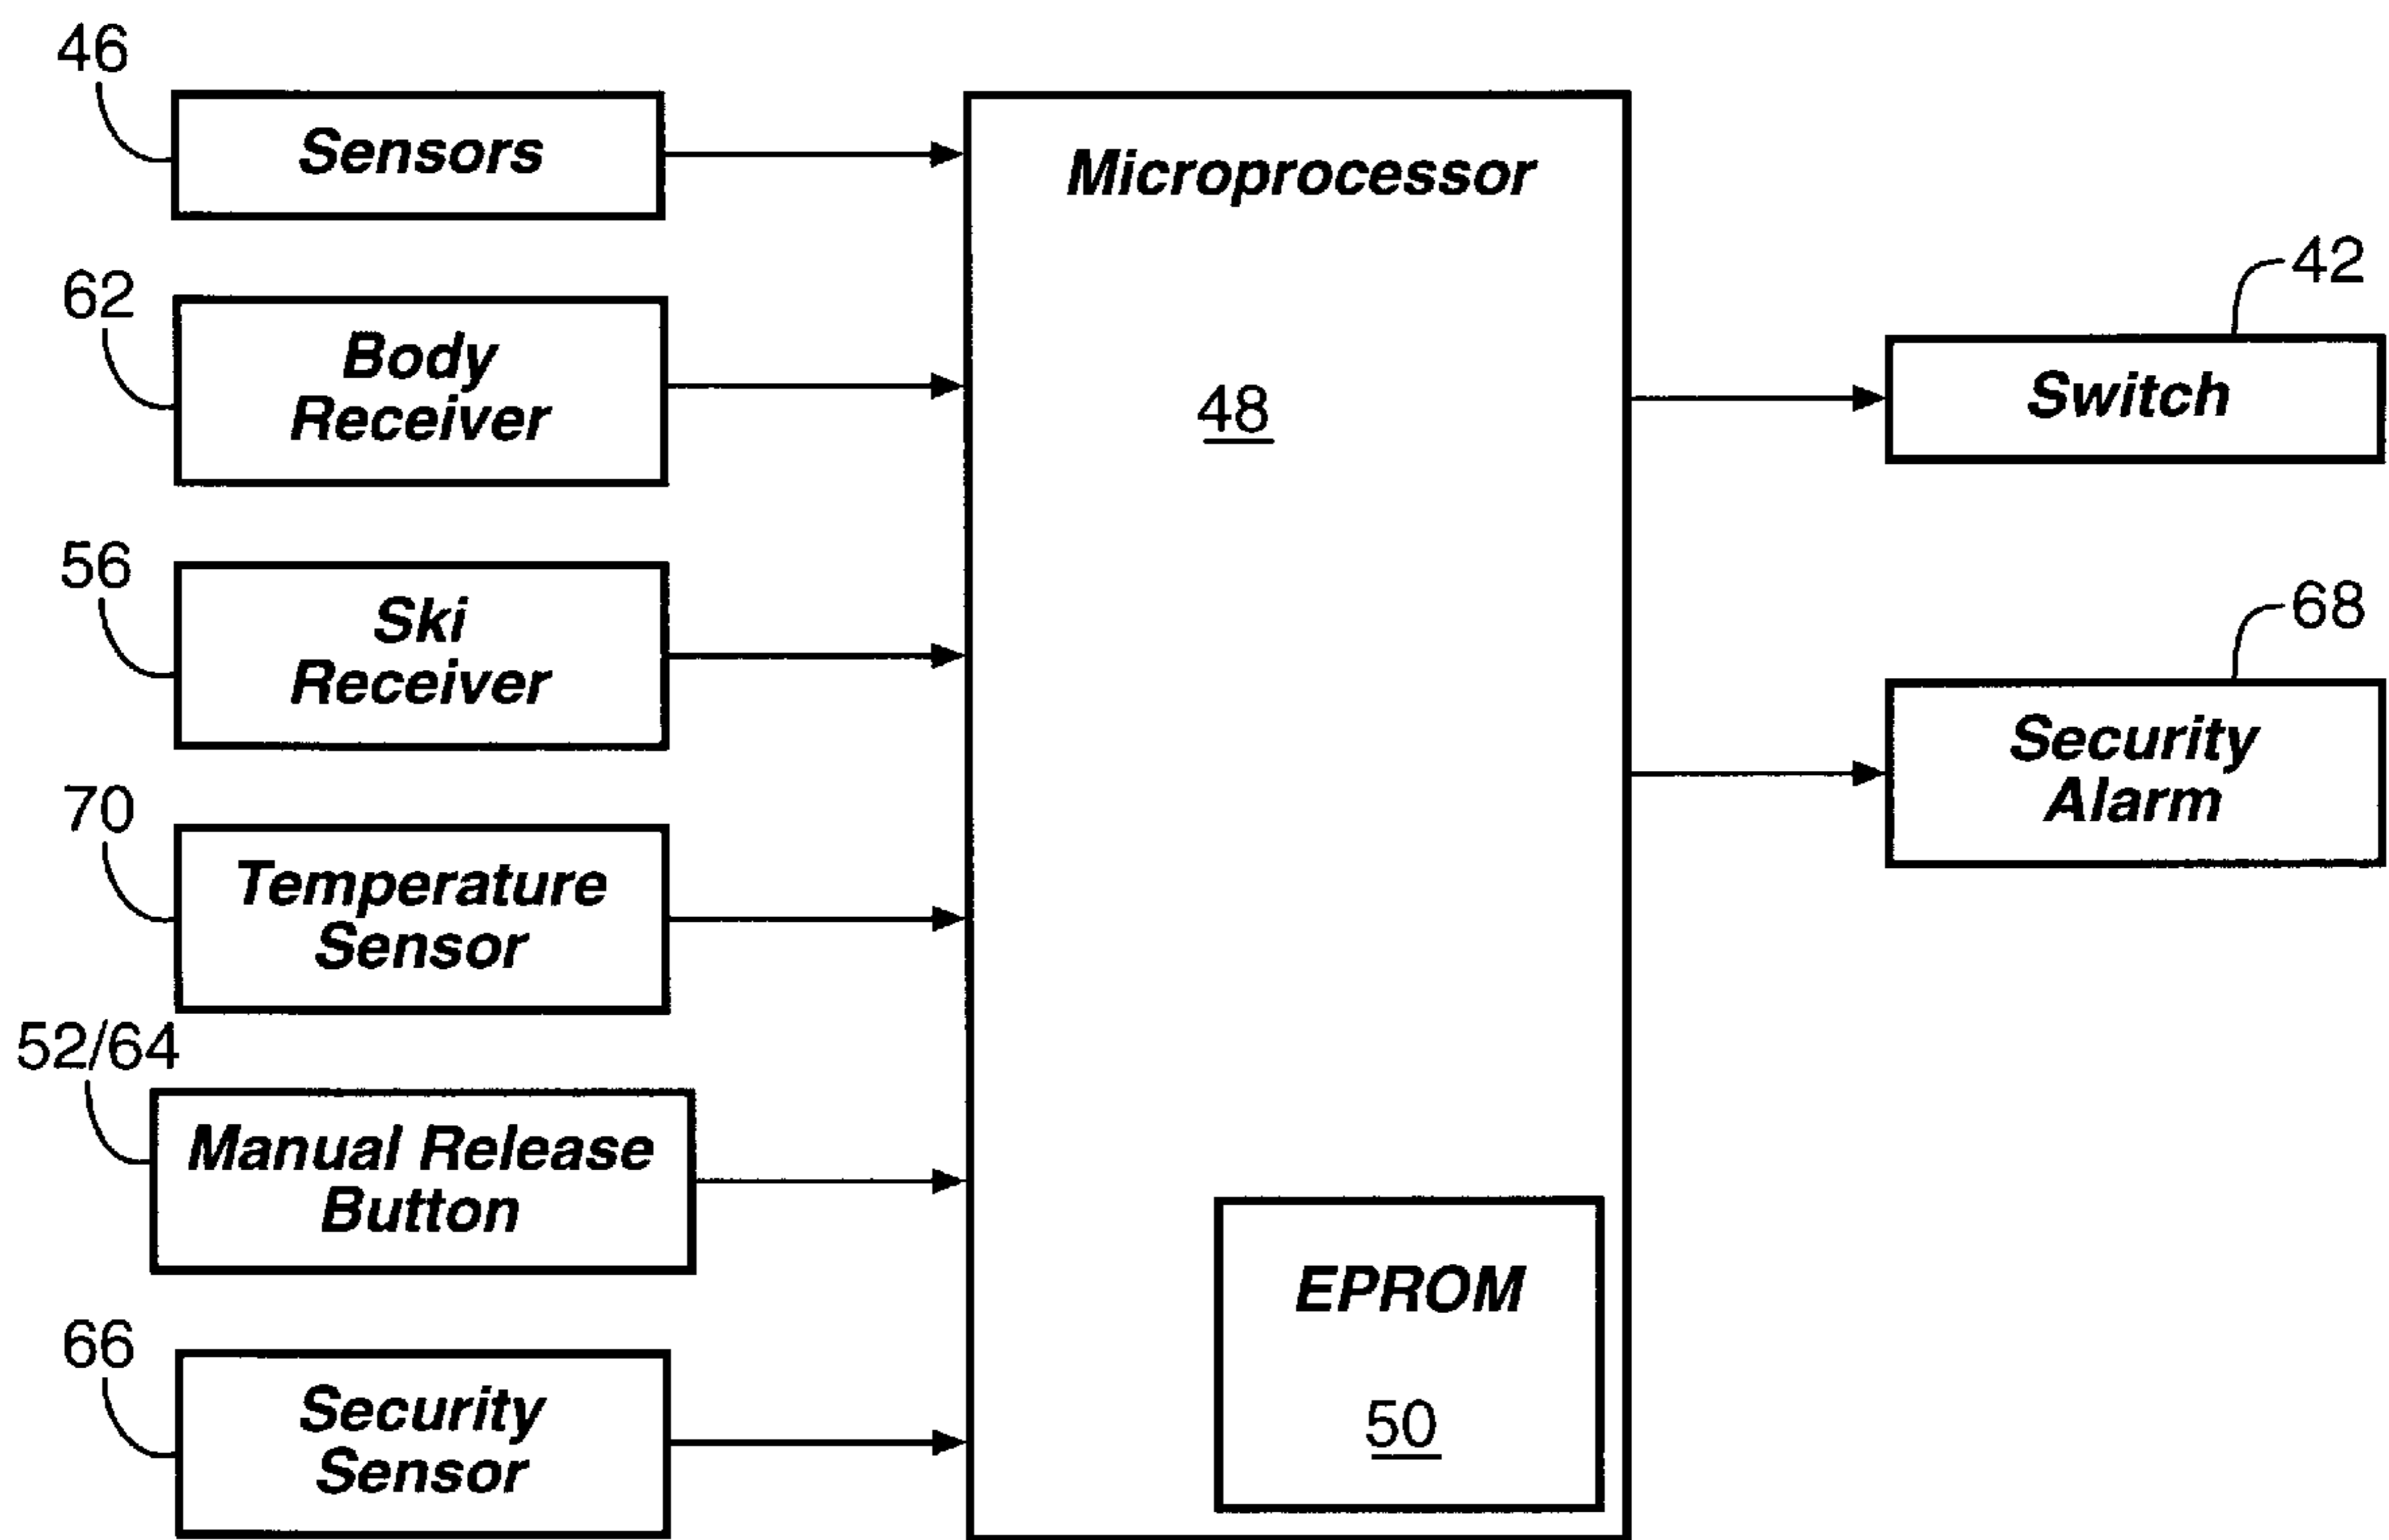 46
Sensors
62
Body
Receiver
56
Ski
Receiver
70
Temperature
Sensor
52/64
Manual Release
Button
66
Security
Sensor
Microprocessor
48
EPROM
50
42
Switch
68
Security
Alarm